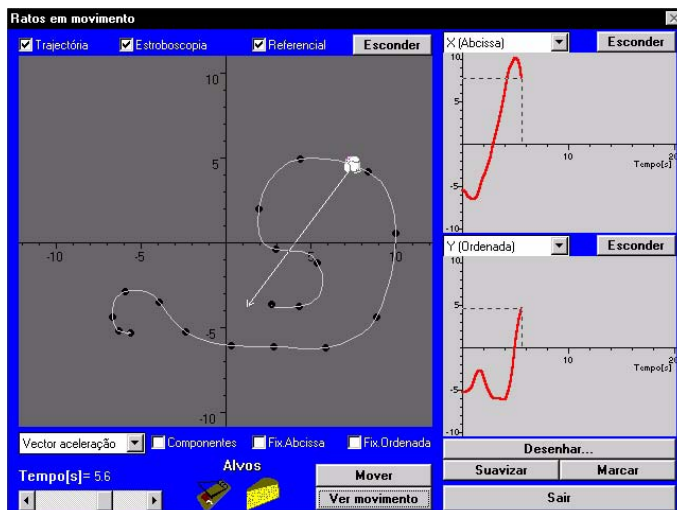 Ratos em movimento
Trajectória Estroboscopia Referencial Esconder
10
5
-10 -5 5 10
-5
-10
Vector aceleração Componentes Fix.Abcissa Fix.Ordenada
Tempo[s]= 5.6
Alvos
Mover
Ver movimento
X (Abcissa) Esconder
10
5
10 20
Tempo[s]
-5
-10
Y (Ordenada) Esconder
10
5
10 20
Tempo[s]
-5
-10
Desenhar...
Suavizar Marcar
Sair